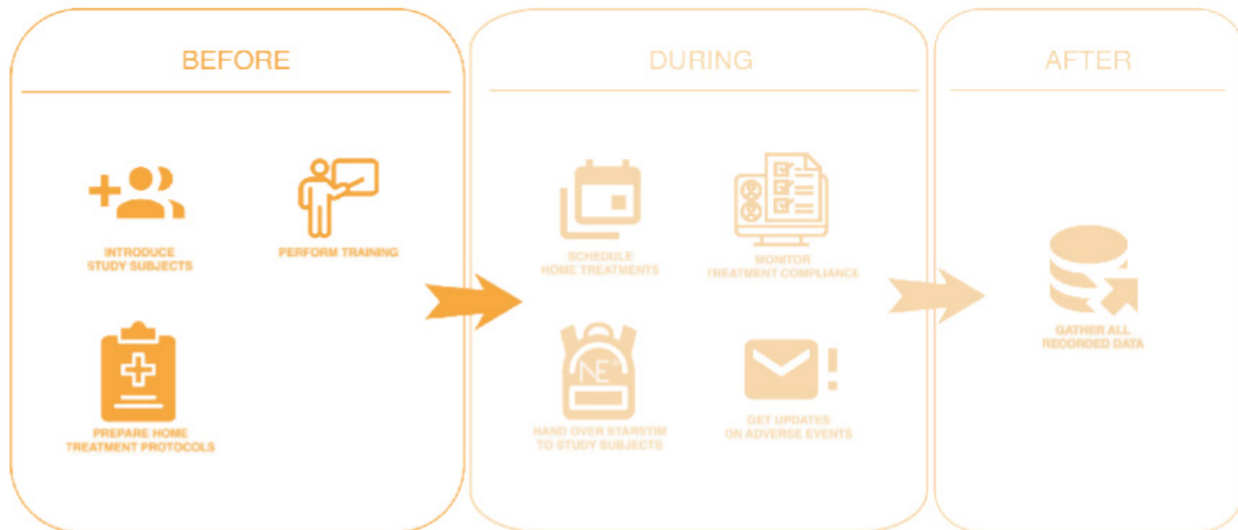 BEFORE
INTRODUCE
STUDY SUBJECTS
PERFORM TRAINING
PREPARE HOME
TREATMENT PROTOCOLS
DURING
SCHEDULE
HOME TREATMENTS
MONITOR
TREATMENT COMPLIANCE
NE
HAND OVER STARSTIM
TO STUDY SUBJECTS
GET UPDATES
ON ADVERSE EVENTS
AFTER
GATHER ALL
RECORDED DATA